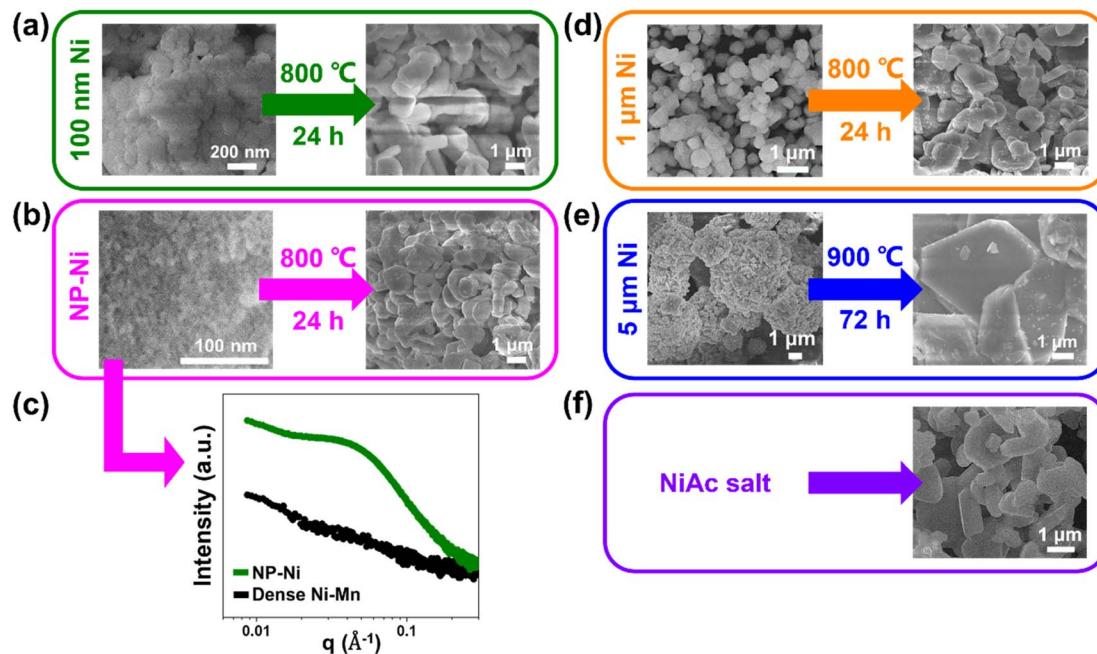 (a)
100 nm Ni
200 nm
800 ℃
24 h
1 µm
(b)
NP-Ni
100 nm
800 ℃
24 h
1 µm
(c)
Intensity (a.u.)
NP-Ni
Dense Ni-Mn
0.01
0.1
q (Å⁻¹)
(d)
1 µm Ni
1 µm
800 ℃
24 h
1 µm
(e)
5 µm Ni
1 µm
900 ℃
72 h
1 µm
(f)
NiAc salt
1 µm